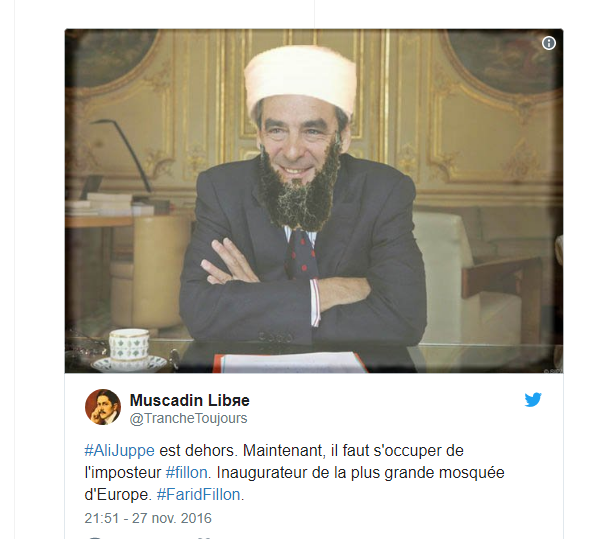 Muscadin Libяe
@TrancheToujours
#AliJuppe est dehors. Maintenant, il faut s'occuper de
l'imposteur #fillon. Inaugurateur de la plus grande mosquée
d'Europe. #FaridFillon.
21:51 - 27 nov. 2016